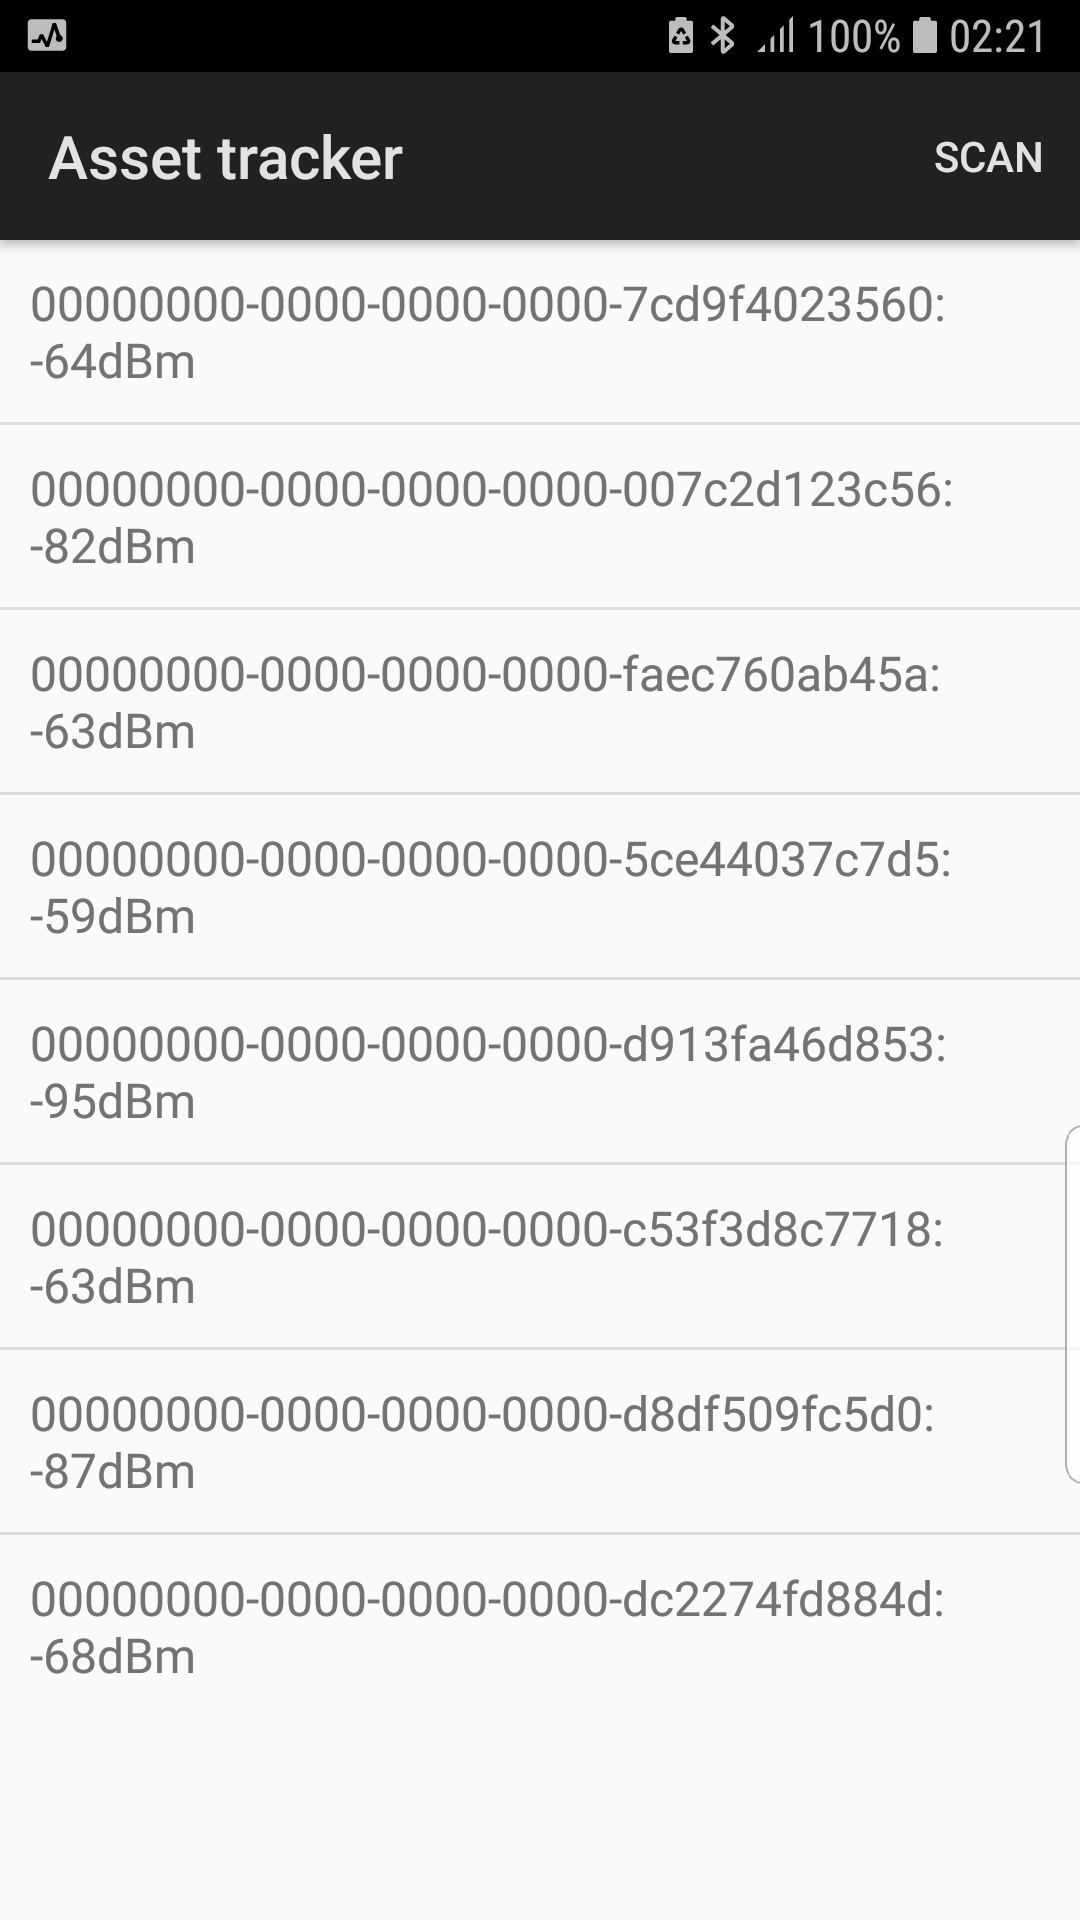 100% 02:21
Asset tracker SCAN
00000000-0000-0000-0000-7cd9f4023560:
-64dBm
00000000-0000-0000-0000-007c2d123c56:
-82dBm
00000000-0000-0000-0000-faec760ab45a:
-63dBm
00000000-0000-0000-0000-5ce44037c7d5:
-59dBm
00000000-0000-0000-0000-d913fa46d853:
-95dBm
00000000-0000-0000-0000-c53f3d8c7718:
-63dBm
00000000-0000-0000-0000-d8df509fc5d0:
-87dBm
00000000-0000-0000-0000-dc2274fd884d:
-68dBm